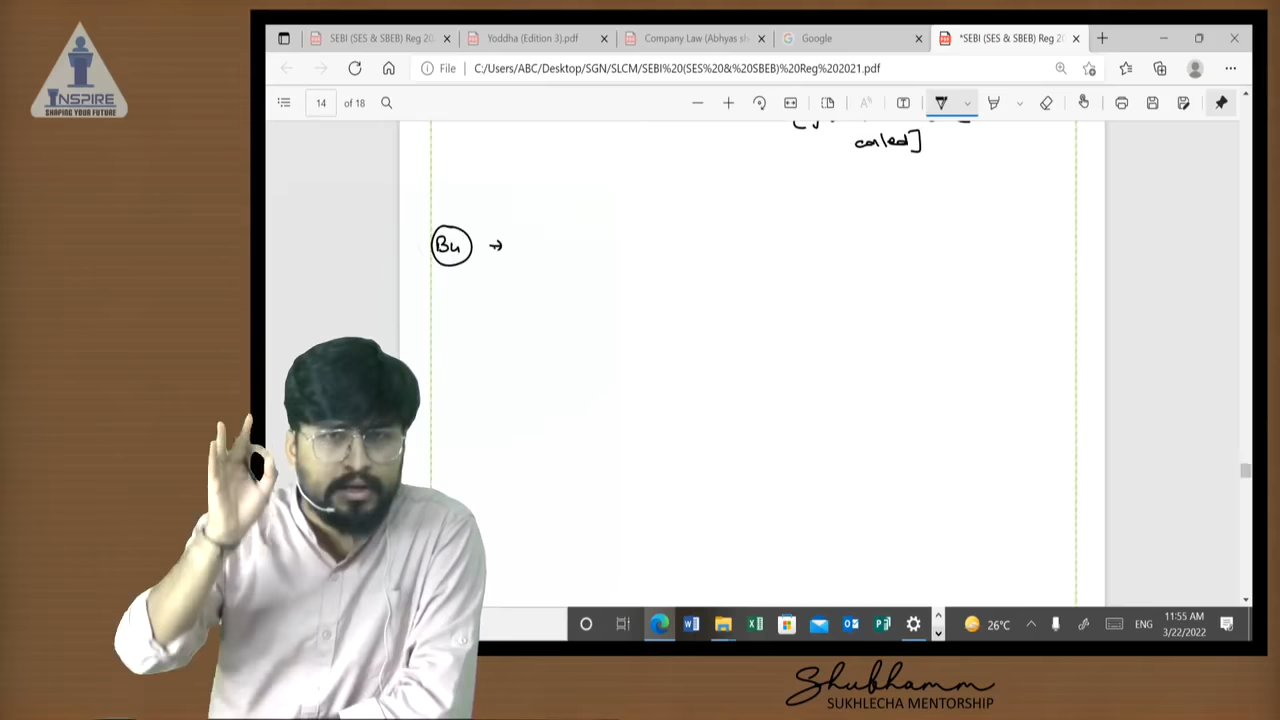 INSPIRE
SHAPING YOUR FUTURE
SEBI (SES & SBEB) Reg 20
Yoddha (Edition 3).pdf
Company Law (Abhyas sh
Google
*SEBI (SES & SBEB) Reg 20
File
C:/Users/ABC/Desktop/SGN/SLCM/SEBI%20(SES%20&%20SBEB)%20Reg%202021.pdf
14 of 18
called]
B4 →
26°C
ENG
11:55 AM
3/22/2022
Shubhamm
SUKHLECHA MENTORSHIP